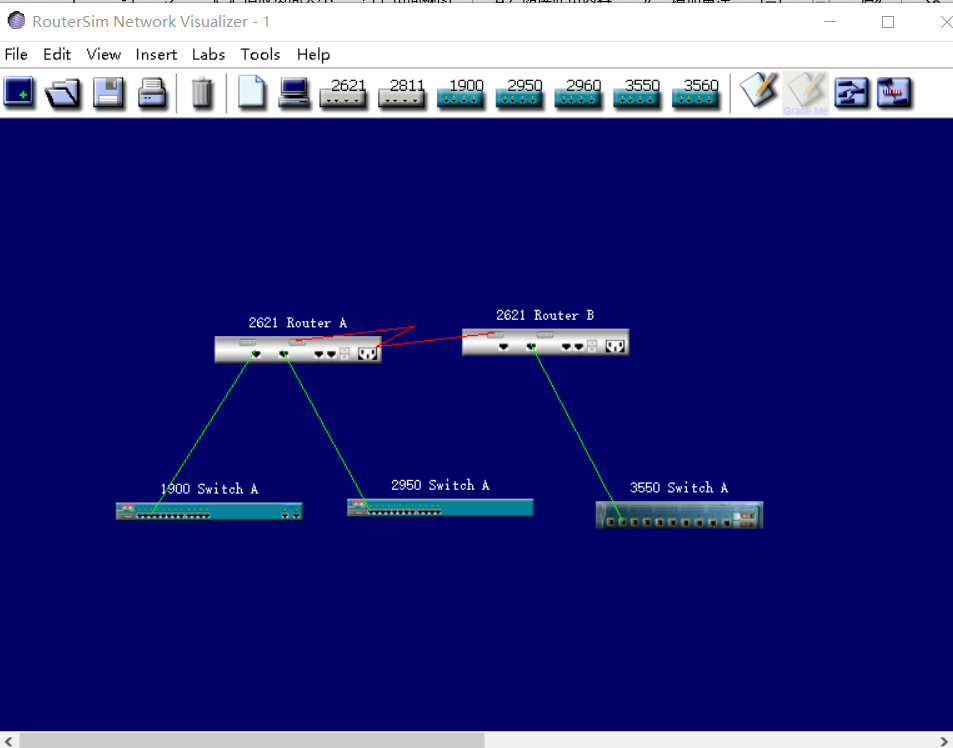 RouterSim Network Visualizer - 1
File Edit View Insert Labs Tools Help
2621 2811 1900 2950 2960 3550 3560
Grade Me
2621 Router A
2621 Router B
1900 Switch A
2950 Switch A
3550 Switch A